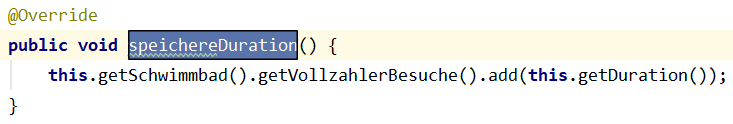 @Override
public void speichereDuration() {
this.getSchwimmbad().getVollzahlerBesuche().add(this.getDuration());
}